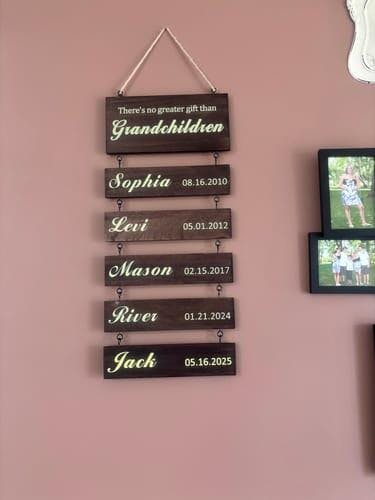 There's no greater gift than
Grandchildren
Sophia 08.16.2010
Levi 05.01.2012
Mason 02.15.2017
River 01.21.2024
Jack 05.16.2025